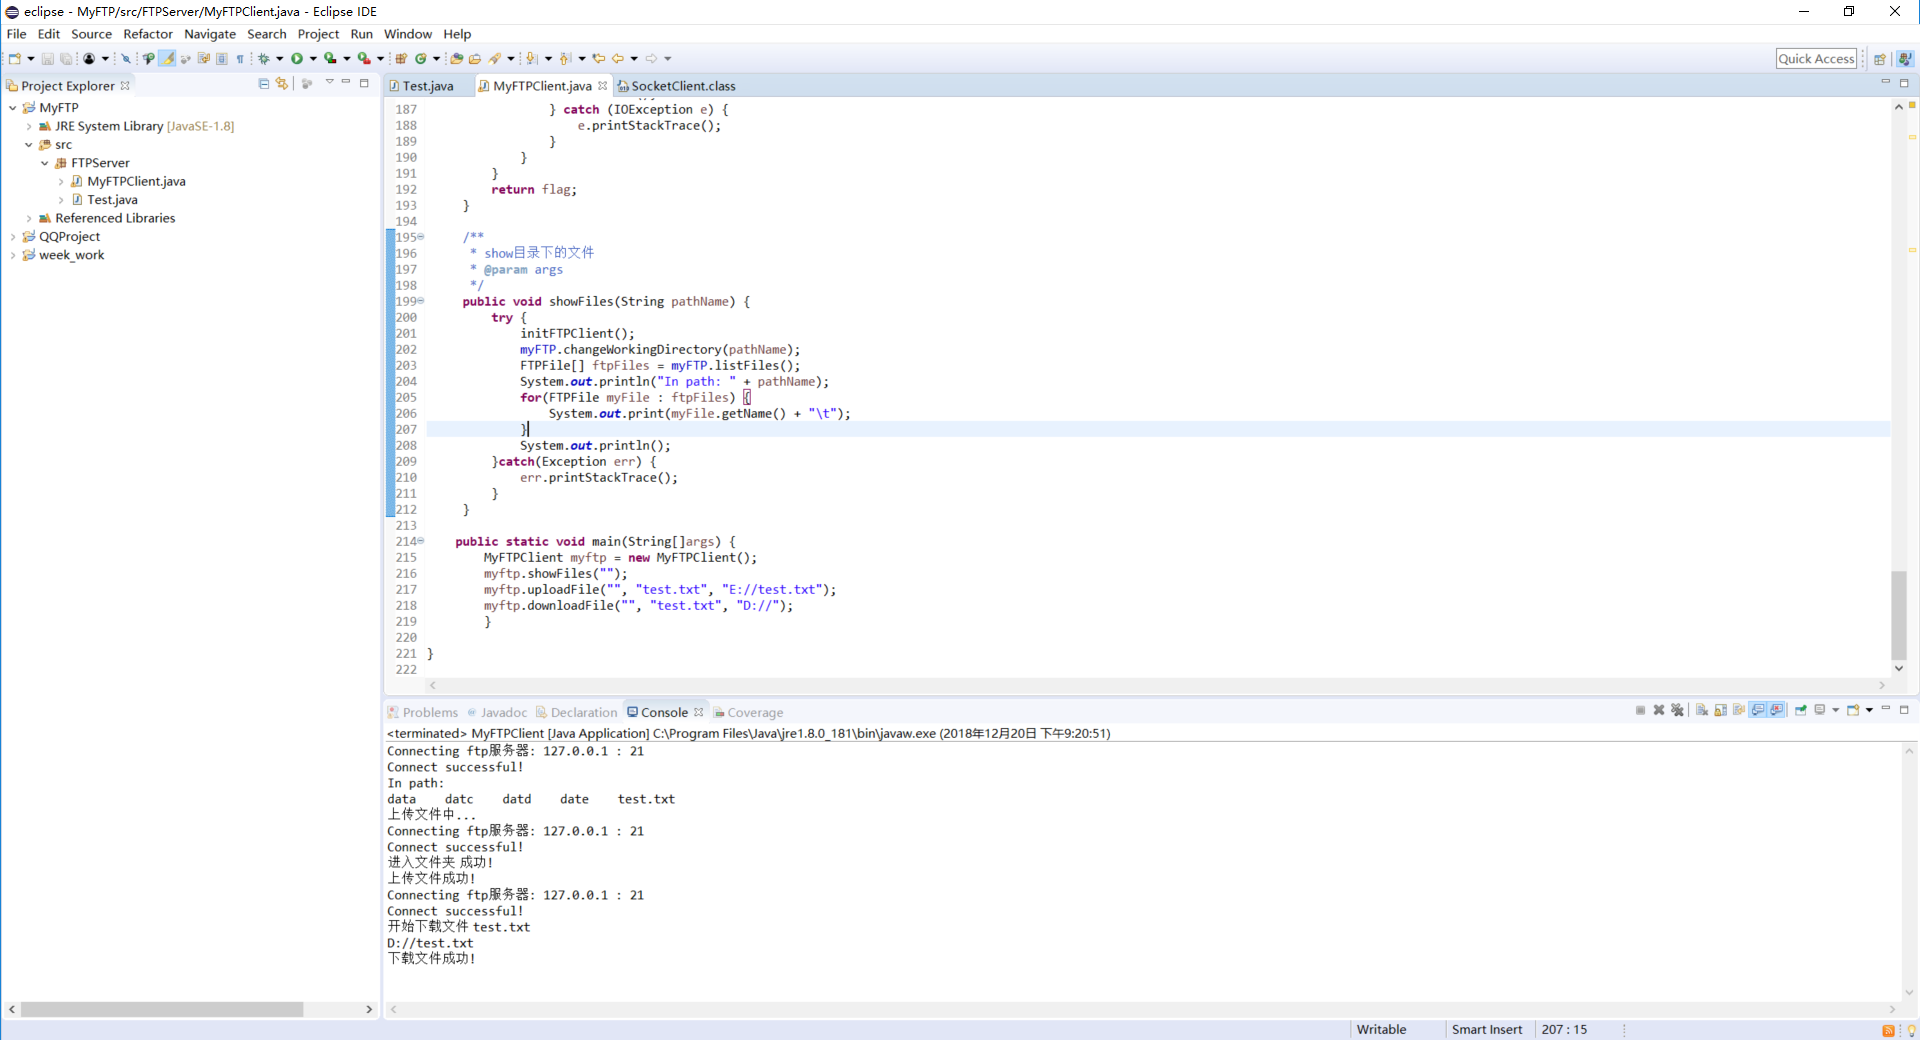 eclipse - MyFTP/src/FTPServer/MyFTPClient.java - Eclipse IDE
File Edit Source Refactor Navigate Search Project Run Window Help
Quick Access
Project Explorer
MyFTP
JRE System Library [JavaSE-1.8]
src
FTPServer
MyFTPClient.java
Test.java
Referenced Libraries
QQProject
week_work
Test.java MyFTPClient.java SocketClient.class
187 } catch (IOException e) {
188 e.printStackTrace();
189 }
190 }
191 }
192 return flag;
193 }
194
195 /**
196 * show目录下的文件
197 * @param args
198 */
199 public void showFiles(String pathName) {
200 try {
201 initFTPClient();
202 myFTP.changeWorkingDirectory(pathName);
203 FTPFile[] ftpFiles = myFTP.listFiles();
204 System.out.println("In path: " + pathName);
205 for(FTPFile myFile : ftpFiles) {
206 System.out.print(myFile.getName() + "\t");
207 }
208 System.out.println();
209 }catch(Exception err) {
210 err.printStackTrace();
211 }
212 }
213
214 public static void main(String[]args) {
215 MyFTPClient myftp = new MyFTPClient();
216 myftp.showFiles("");
217 myftp.uploadFile("", "test.txt", "E://test.txt");
218 myftp.downloadFile("", "test.txt", "D://");
219 }
220
221 }
222
Problems Javadoc Declaration Console Coverage
<terminated> MyFTPClient [Java Application] C:\Program Files\Java\jre1.8.0_181\bin\javaw.exe (2018年12月20日 下午9:20:51)
Connecting ftp服务器: 127.0.0.1 : 21
Connect successful!
In path:
data datc datd date test.txt
上传文件中...
Connecting ftp服务器: 127.0.0.1 : 21
Connect successful!
进入文件夹 成功!
上传文件成功!
Connecting ftp服务器: 127.0.0.1 : 21
Connect successful!
开始下载文件 test.txt
D://test.txt
下载文件成功!
Writable Smart Insert 207 : 15